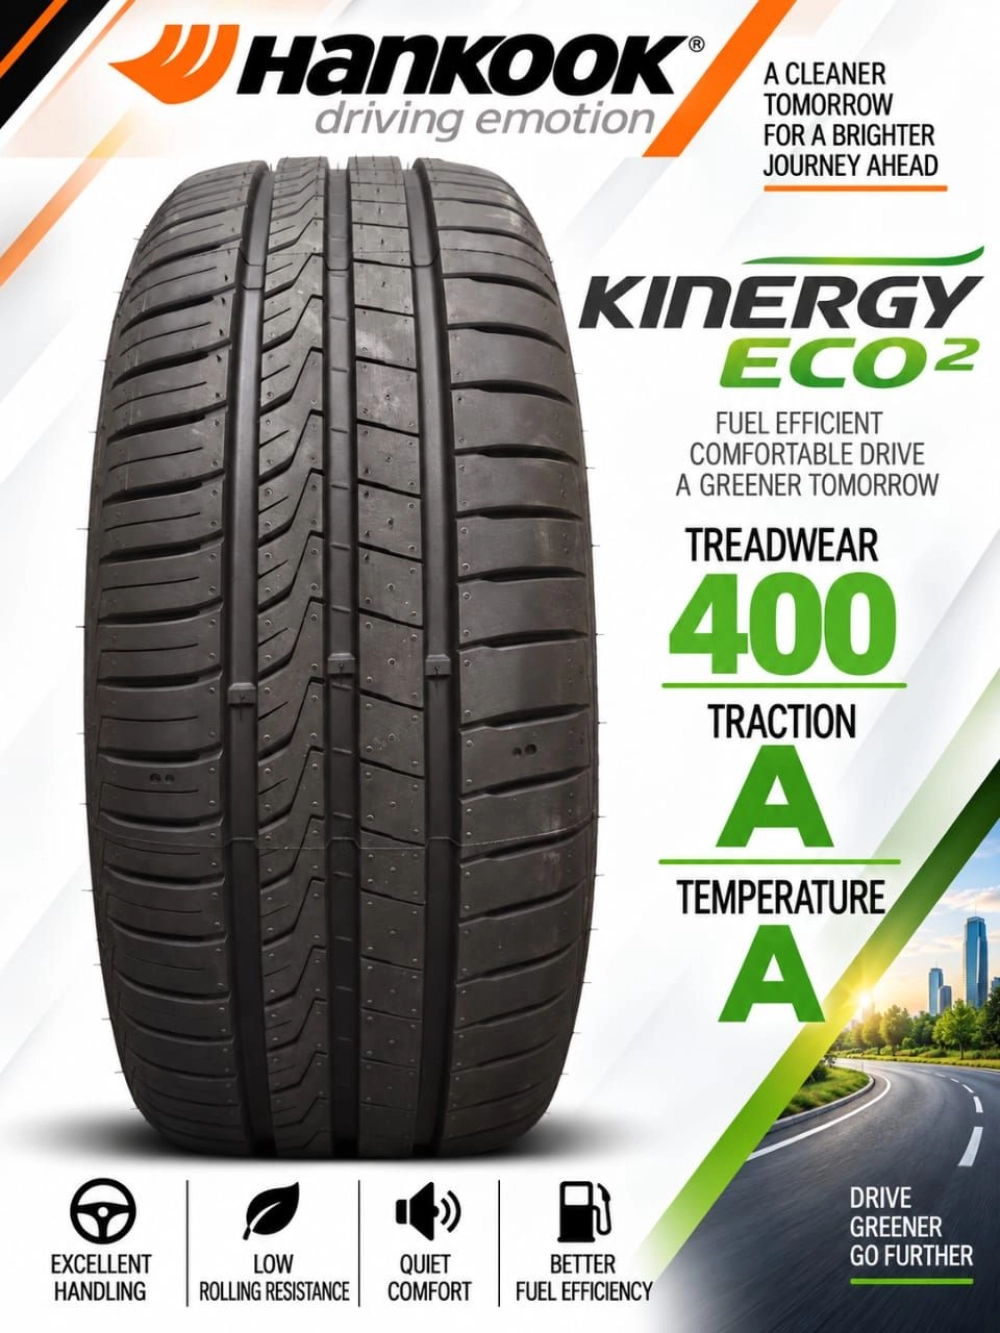 HANKOOK®
driving emotion
A CLEANER
TOMORROW
FOR A BRIGHTER
JOURNEY AHEAD
KINERGY
ECO2
FUEL EFFICIENT
COMFORTABLE DRIVE
A GREENER TOMORROW
TREADWEAR
400
TRACTION
A
TEMPERATURE
A
EXCELLENT
HANDLING
LOW
ROLLING RESISTANCE
QUIET
COMFORT
BETTER
FUEL EFFICIENCY
DRIVE
GREENER
GO FURTHER